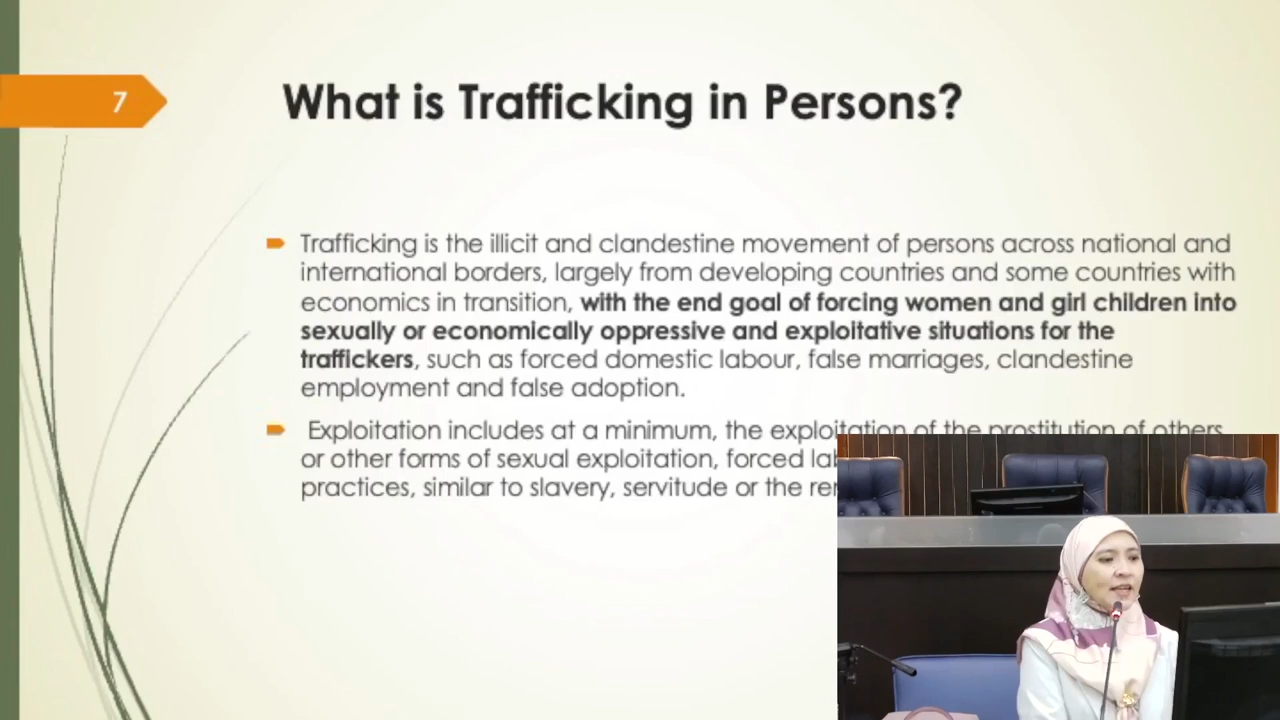 7
What is Trafficking in Persons?
Trafficking is the illicit and clandestine movement of persons across national and
international borders, largely from developing countries and some countries with
economics in transition, with the end goal of forcing women and girl children into
sexually or economically oppressive and exploitative situations for the
traffickers, such as forced domestic labour, false marriages, clandestine
employment and false adoption.
Exploitation includes at a minimum, the exploitation of the prostitution of others
or other forms of sexual exploitation, forced
practices, similar to slavery, servitude or the